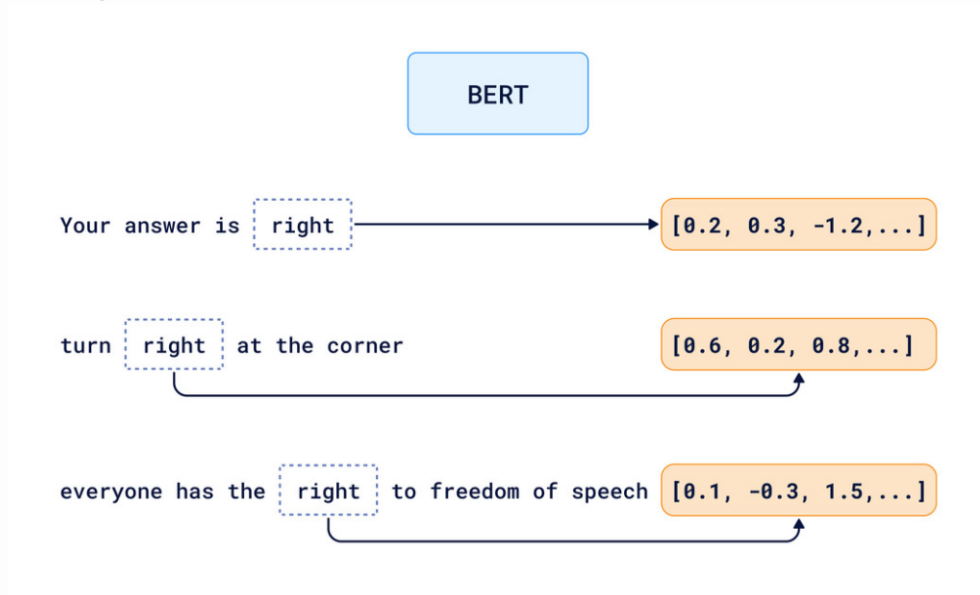 BERT
Your answer is right [0.2, 0.3, -1.2,...]
turn right at the corner [0.6, 0.2, 0.8,...]
everyone has the right to freedom of speech [0.1, -0.3, 1.5,...]